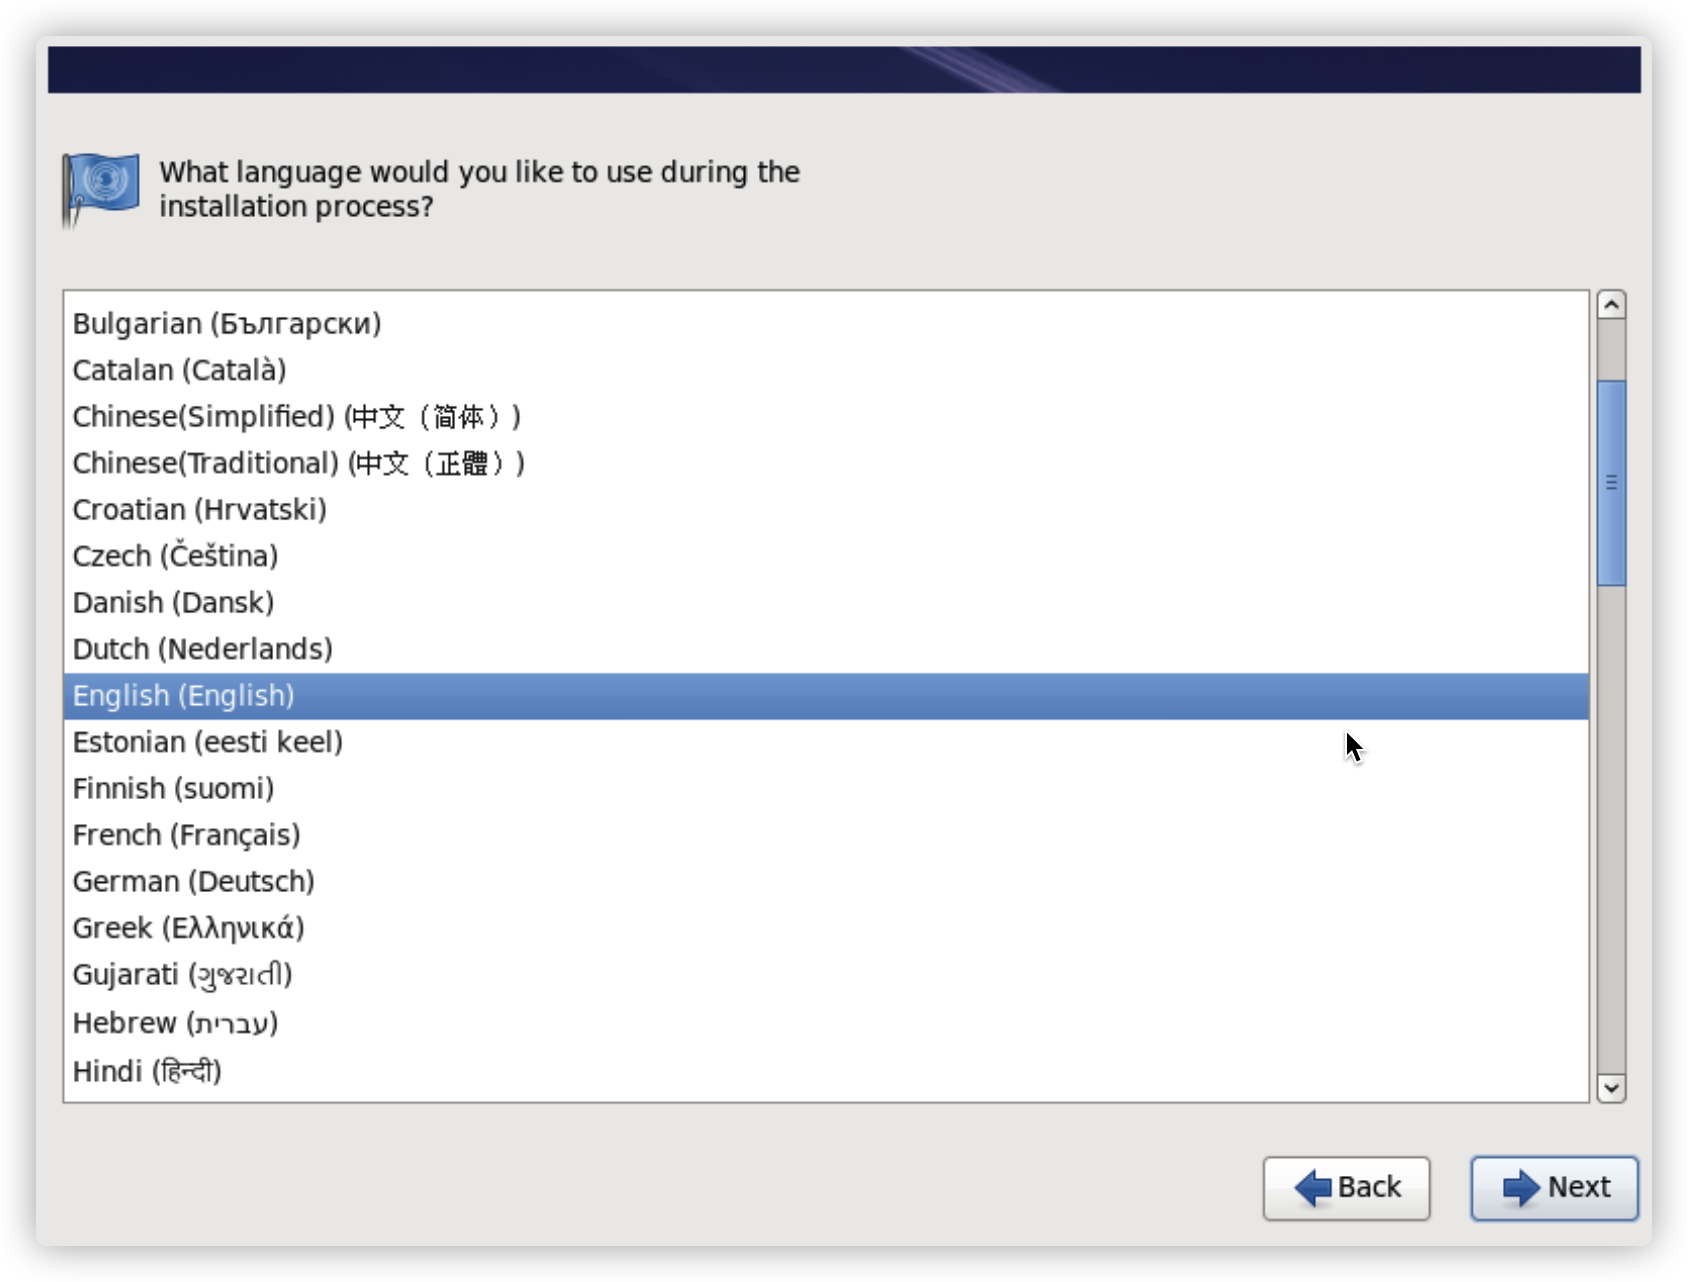 What language would you like to use during the
installation process?
Bulgarian (Български)
Catalan (Català)
Chinese(Simplified) (中文（简体）)
Chinese(Traditional) (中文（正體）)
Croatian (Hrvatski)
Czech (Čeština)
Danish (Dansk)
Dutch (Nederlands)
English (English)
Estonian (eesti keel)
Finnish (suomi)
French (Français)
German (Deutsch)
Greek (Ελληνικά)
Gujarati (ગુજરાતી)
Hebrew (עברית)
Hindi (हिन्दी)
Back
Next